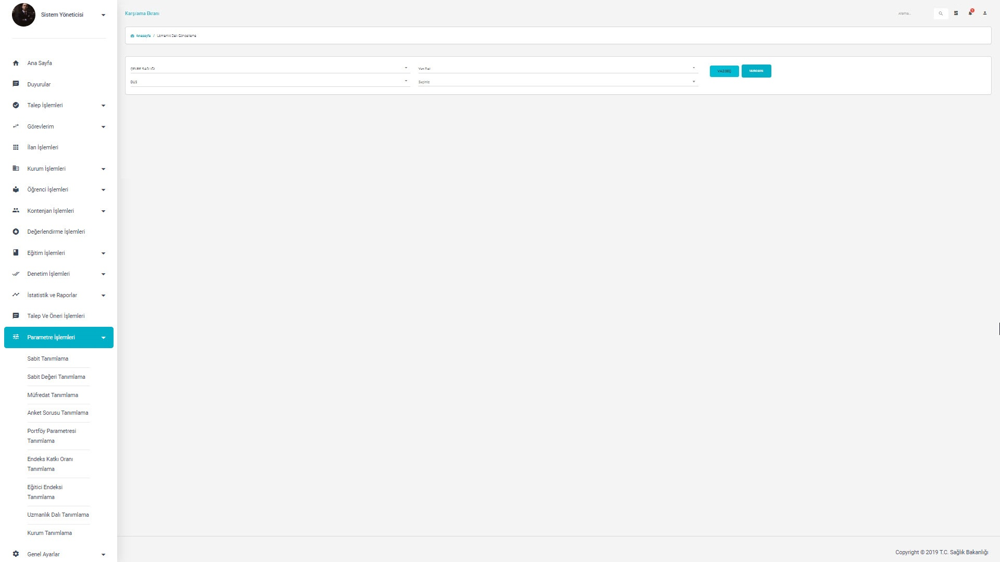 Sistem Yöneticisi
Ana Sayfa
Duyurular
Talep İşlemleri
Görevlerim
İlan İşlemleri
Kurum İşlemleri
Öğrenci İşlemleri
Kontenjan İşlemleri
Değerlendirme İşlemleri
Eğitim İşlemleri
Denetim İşlemleri
İstatistik ve Raporlar
Talep Ve Öneri İşlemleri
Parametre İşlemleri
Sabit Tanımlama
Sabit Değeri Tanımlama
Müfredat Tanımlama
Anket Sorusu Tanımlama
Portföy Parametresi
Tanımlama
Endeks Katkı Oranı
Tanımlama
Eğitici Endeksi
Tanımlama
Uzmanlık Dalı Tanımlama
Kurum Tanımlama
Genel Ayarlar
Karşılama Ekranı
Arama...
Anasayfa / Uzmanlık Dalı Güncelleme
ÇEVRE SAĞLIĞI
Yan Dal
VAZGEÇ
DUS
Seçiniz
Copyright © 2019 T.C. Sağlık Bakanlığı